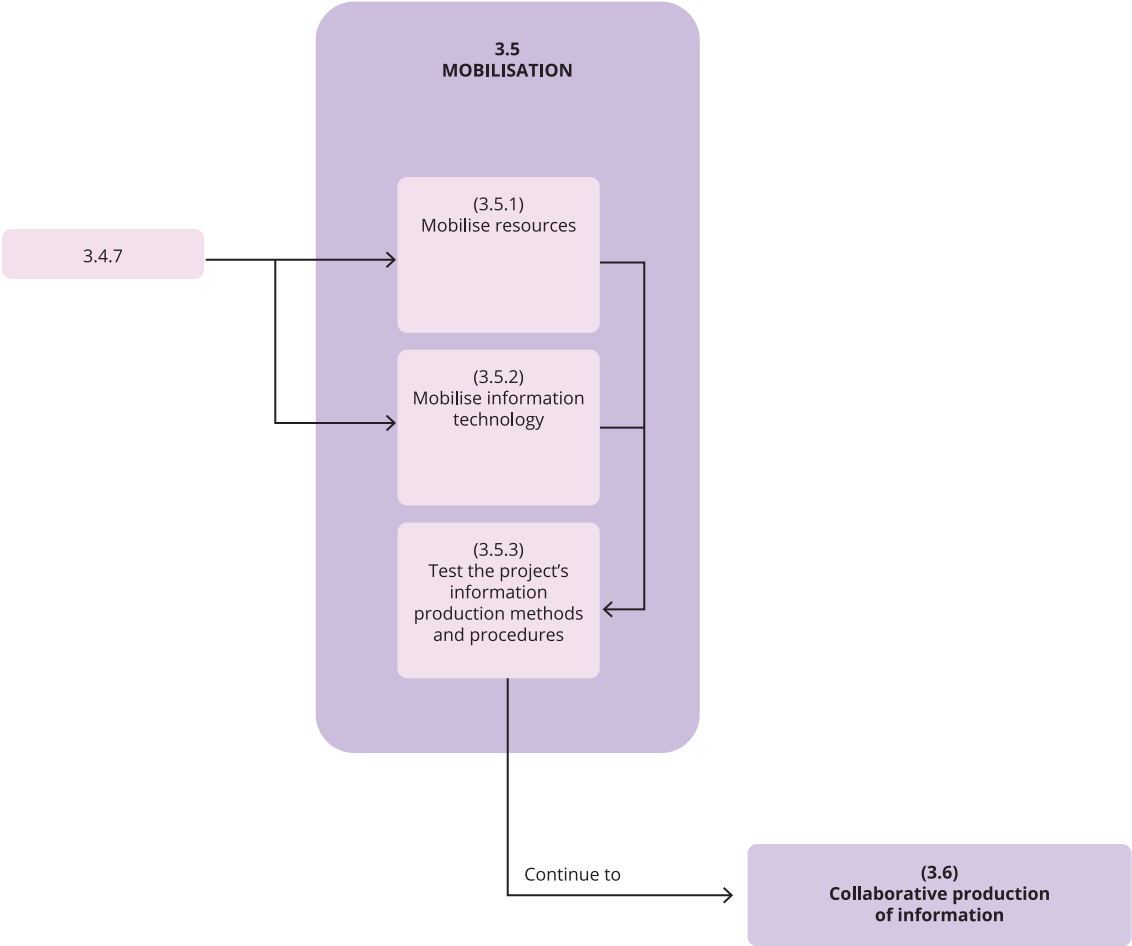 3.5
MOBILISATION
(3.5.1)
Mobilise resources
3.4.7
(3.5.2)
Mobilise information
technology
(3.5.3)
Test the project’s
information
production methods
and procedures
Continue to
(3.6)
Collaborative production
of information